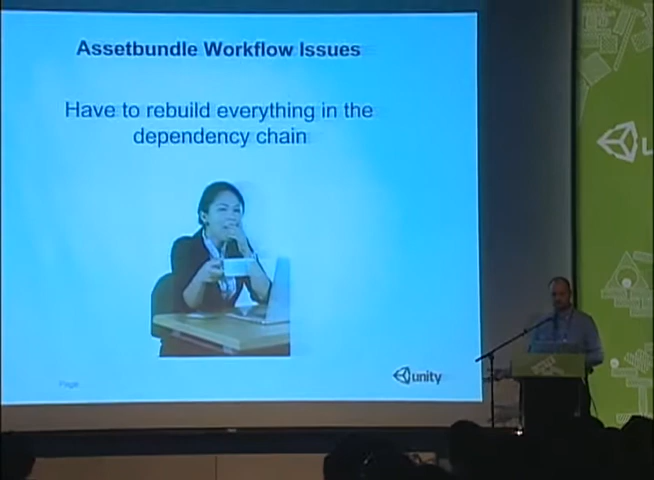 Assetbundle Workflow Issues
Have to rebuild everything in the
dependency chain
Page
unity